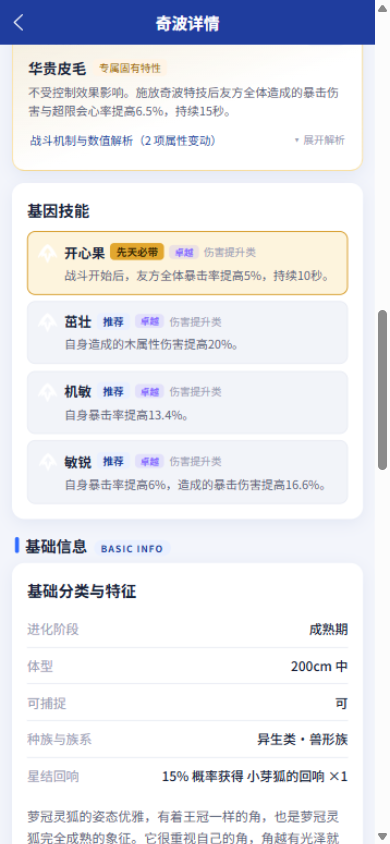 奇波详情
华贵皮毛 专属固有特性
不受控制效果影响。施放奇波特技后友方全体造成的暴击伤
害与超限会心率提高6.5%，持续15秒。
战斗机制与数值解析（2 项属性变动） ▼ 展开解析
基因技能
开心果 先天必带 卓越 伤害提升类
战斗开始后，友方全体暴击率提高5%，持续10秒。
茁壮 推荐 卓越 伤害提升类
自身造成的木属性伤害提高20%。
机敏 推荐 卓越 伤害提升类
自身暴击率提高13.4%。
敏锐 推荐 卓越 伤害提升类
自身暴击率提高6%，造成的暴击伤害提高16.6%。
基础信息 BASIC INFO
基础分类与特征
进化阶段 成熟期
体型 200cm 中
可捕捉 可
种族与族系 异生类・兽形族
星结回响 15% 概率获得 小芽狐的回响 ×1
萝冠灵狐的姿态优雅，有着王冠一样的角，也是萝冠灵
狐完全成熟的象征。它很重视自己的角，角越有光泽就